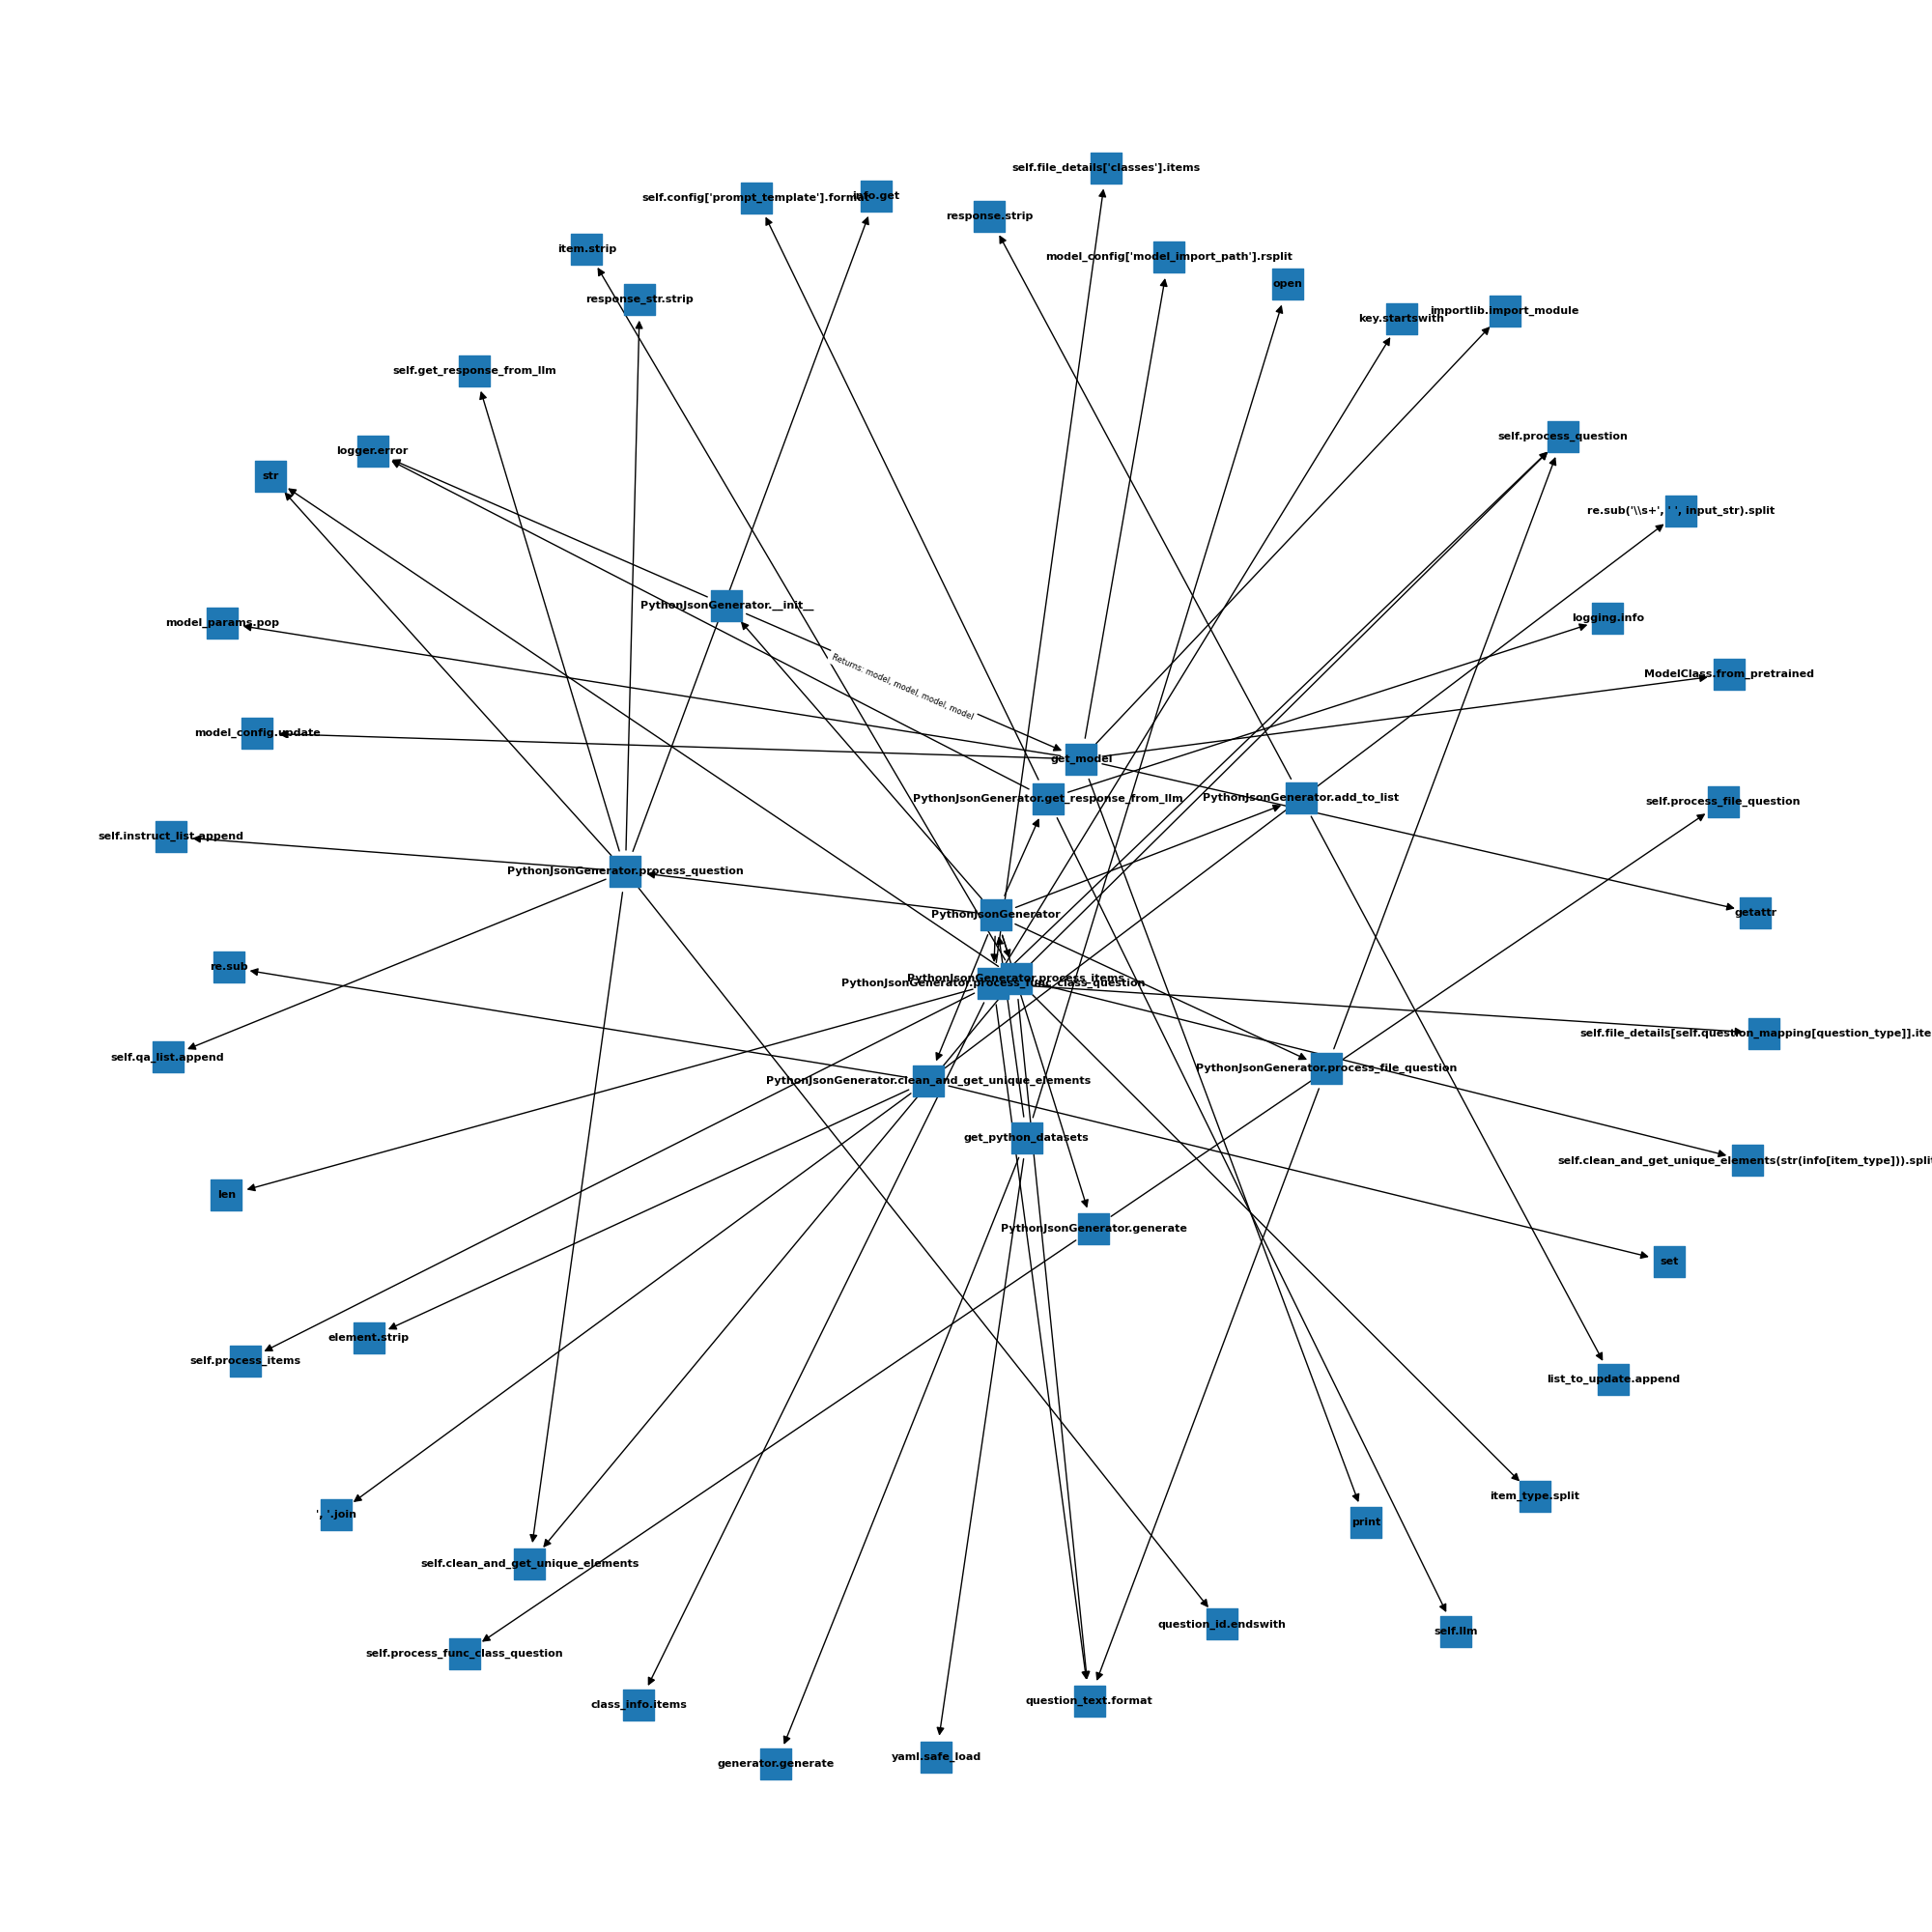 self.file_details['classes'].items
self.config['prompt_template'].format
info.get
response.strip
item.strip
model_config['model_import_path'].rsplit
open
response_str.strip
key.startswith
importlib.import_module
self.get_response_from_llm
self.process_question
logger.error
str
re.sub('\\s+', ' ', input_str).split
PythonJsonGenerator.__init__
model_params.pop
logging.info
Returns: model, model, model, model
ModelClass.from_pretrained
model_config.update
get_model
PythonJsonGenerator.get_response_from_llm
PythonJsonGenerator.add_to_list
self.process_file_question
self.instruct_list.append
PythonJsonGenerator.process_question
getattr
PythonJsonGenerator
re.sub
PythonJsonGenerator.process_items
PythonJsonGenerator.process_func_class_question
self.file_details[self.question_mapping[question_type]].ite
self.qa_list.append
PythonJsonGenerator.process_file_question
PythonJsonGenerator.clean_and_get_unique_elements
get_python_datasets
self.clean_and_get_unique_elements(str(info[item_type])).split
len
PythonJsonGenerator.generate
set
element.strip
self.process_items
list_to_update.append
item_type.split
', '.join
print
self.clean_and_get_unique_elements
question_id.endswith
self.llm
self.process_func_class_question
question_text.format
class_info.items
yaml.safe_load
generator.generate